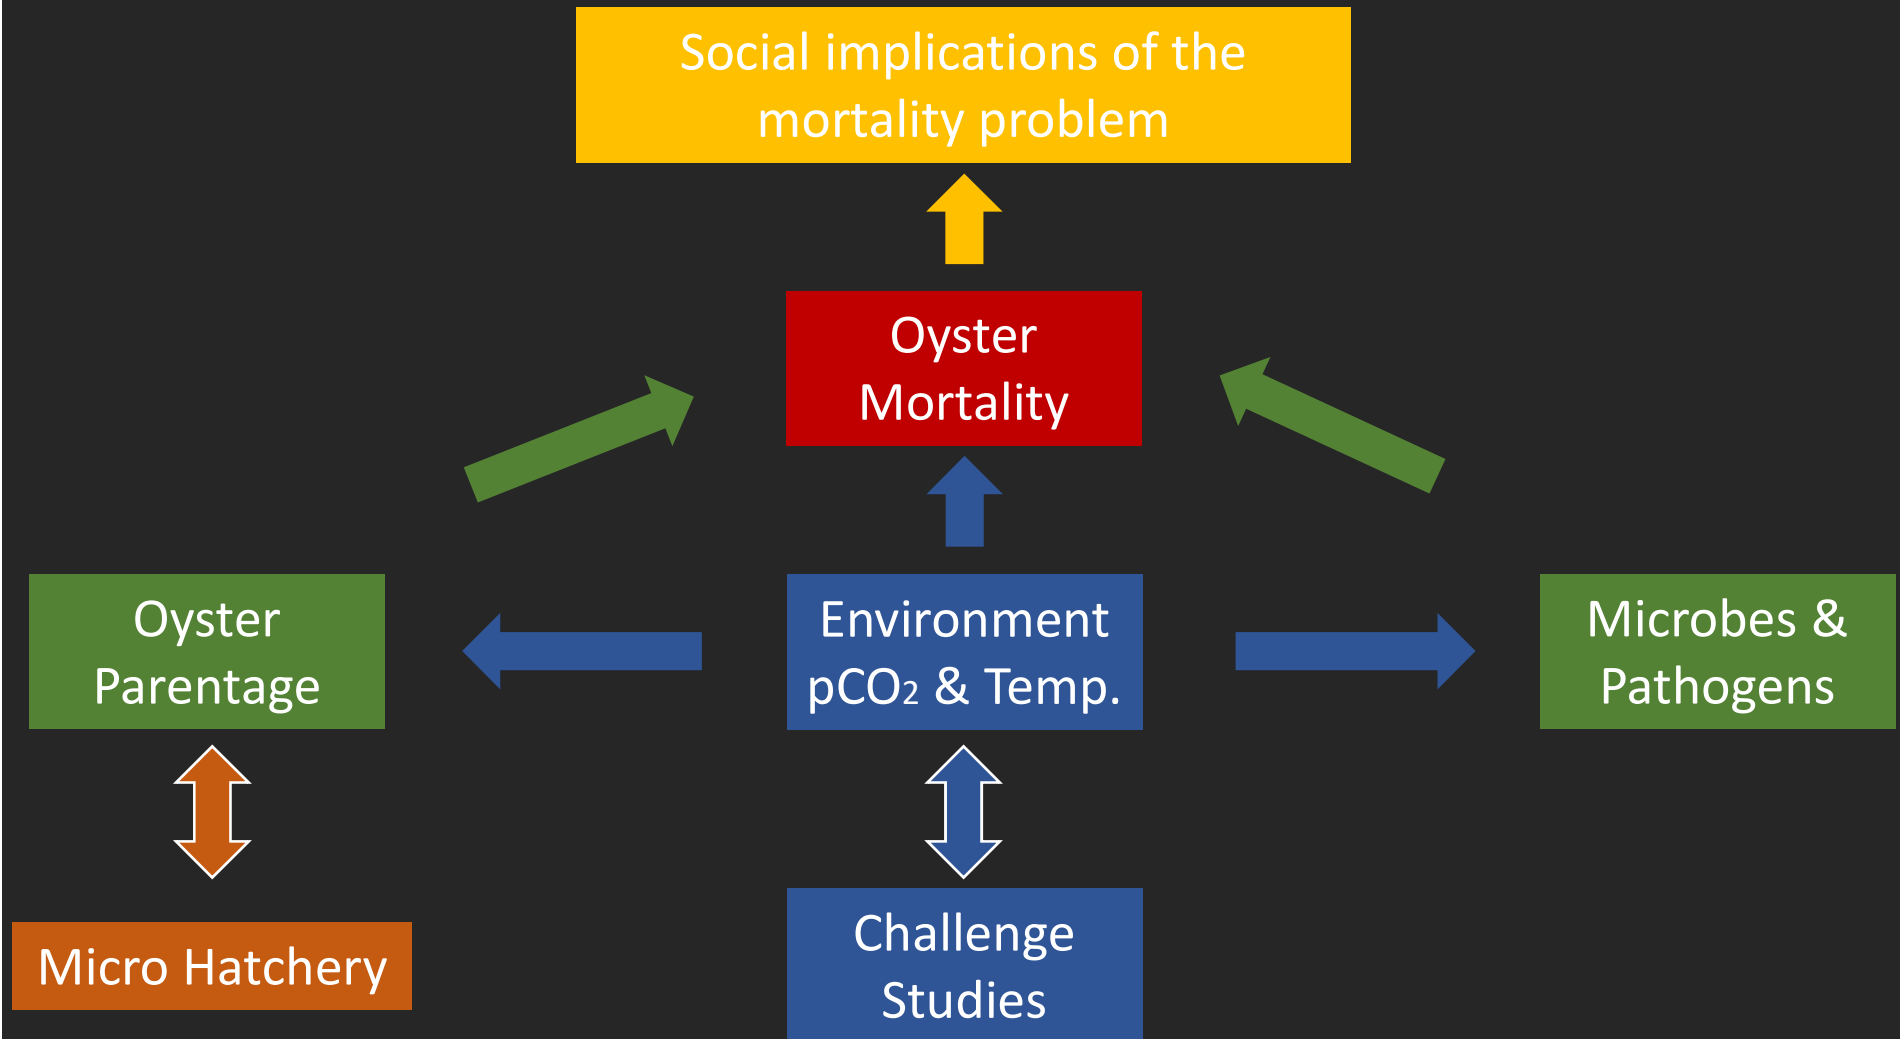 Social implications of the
mortality problem
Oyster
Mortality
Oyster
Parentage
Environment
pCO₂ & Temp.
Microbes &
Pathogens
Micro Hatchery
Challenge
Studies